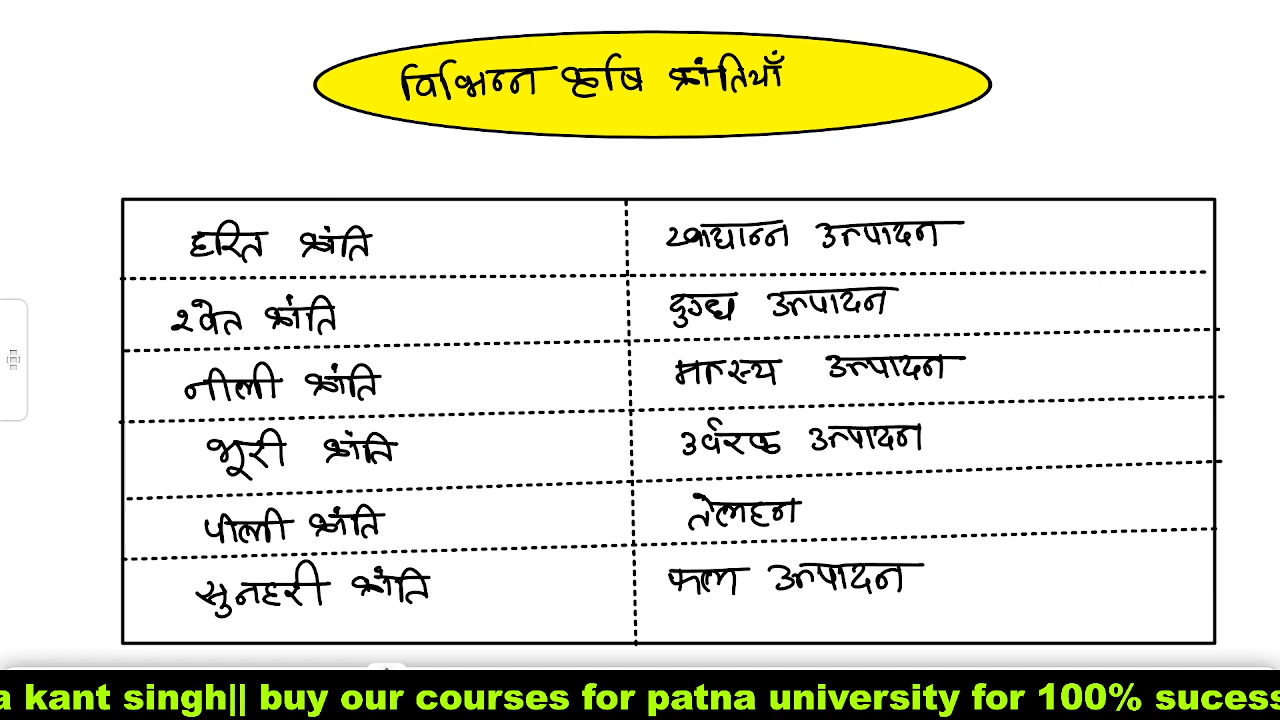 विभिन्न कृषि क्रांतियाँ
हरित क्रांति खाद्यान्न उत्पादन
श्वेत क्रांति दुग्ध उत्पादन
नीली क्रांति मत्स्य उत्पादन
भूरी क्रांति उर्वरक उत्पादन
पीली क्रांति तेलहन
सुनहरी क्रांति फल उत्पादन
a kant singh|| buy our courses for patna university for 100% sucess